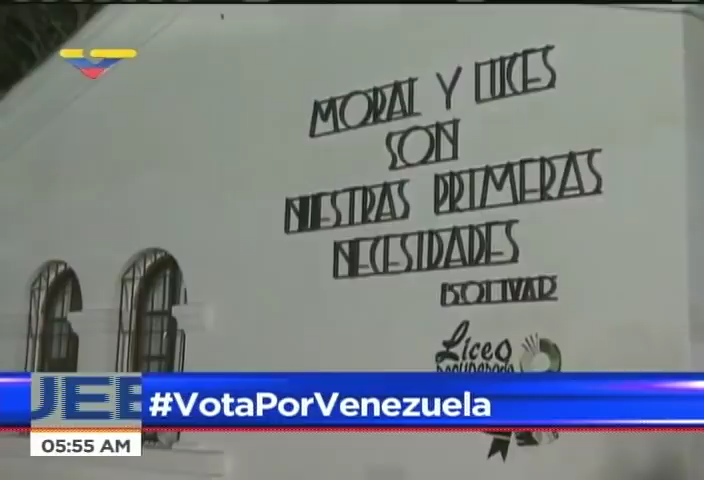 MORAL Y LUCES
SON
NUESTRAS PRIMERAS
NECESIDADES
BOLIVAR
Liceo
#VotaPorVenezuela
05:55 AM